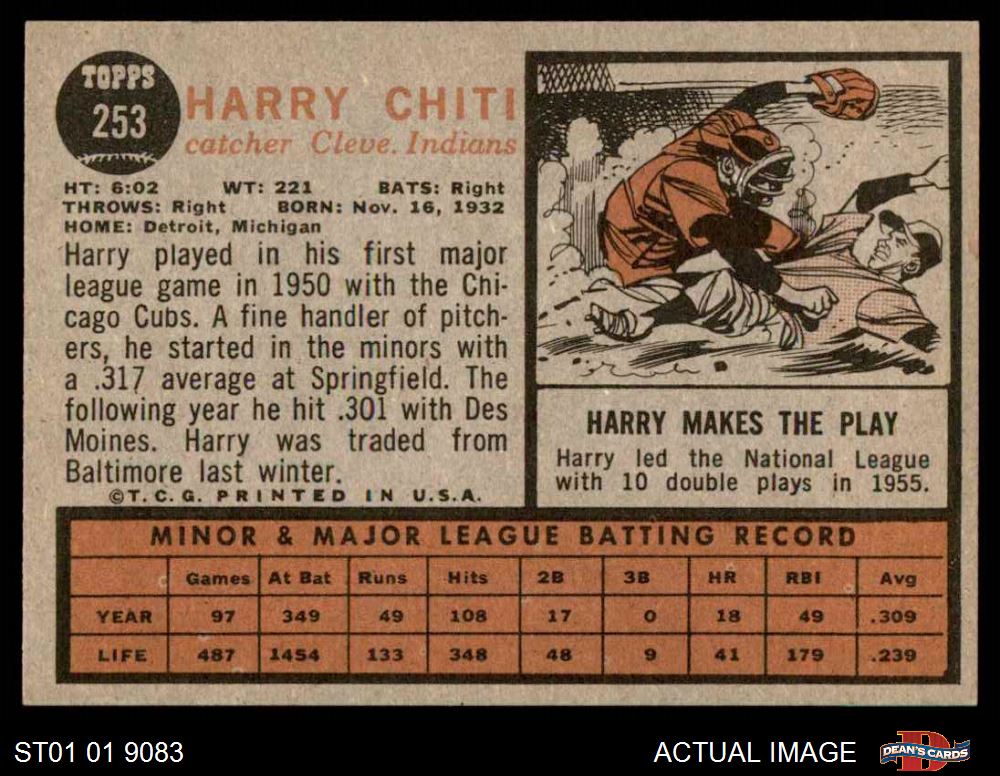 TOPPS
253
HARRY CHITI
catcher Cleve. Indians
HT: 6:02 WT: 221 BATS: Right
THROWS: Right BORN: Nov. 16, 1932
HOME: Detroit, Michigan
Harry played in his first major
league game in 1950 with the Chi-
cago Cubs. A fine handler of pitch-
ers, he started in the minors with
a .317 average at Springfield. The
following year he hit .301 with Des
Moines. Harry was traded from
Baltimore last winter.
©T.C.G. PRINTED IN U.S.A.
HARRY MAKES THE PLAY
Harry led the National League
with 10 double plays in 1955.
MINOR & MAJOR LEAGUE BATTING RECORD
Games At Bat Runs Hits 2B 3B HR RBI Avg
YEAR 97 349 49 108 17 0 18 49 .309
LIFE 487 1454 133 348 48 9 41 179 .239
ST01 01 9083
ACTUAL IMAGE
D
DEAN'S CARDS